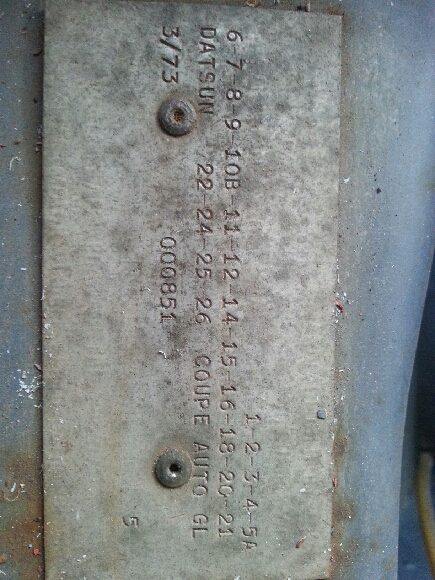 1-2-3-4-5A
6-7-8-9-10B-11-12-14-15-16-18-20-21
DATSUN 22-24-25-26 COUPE AUTO GL
3/73 000851
5